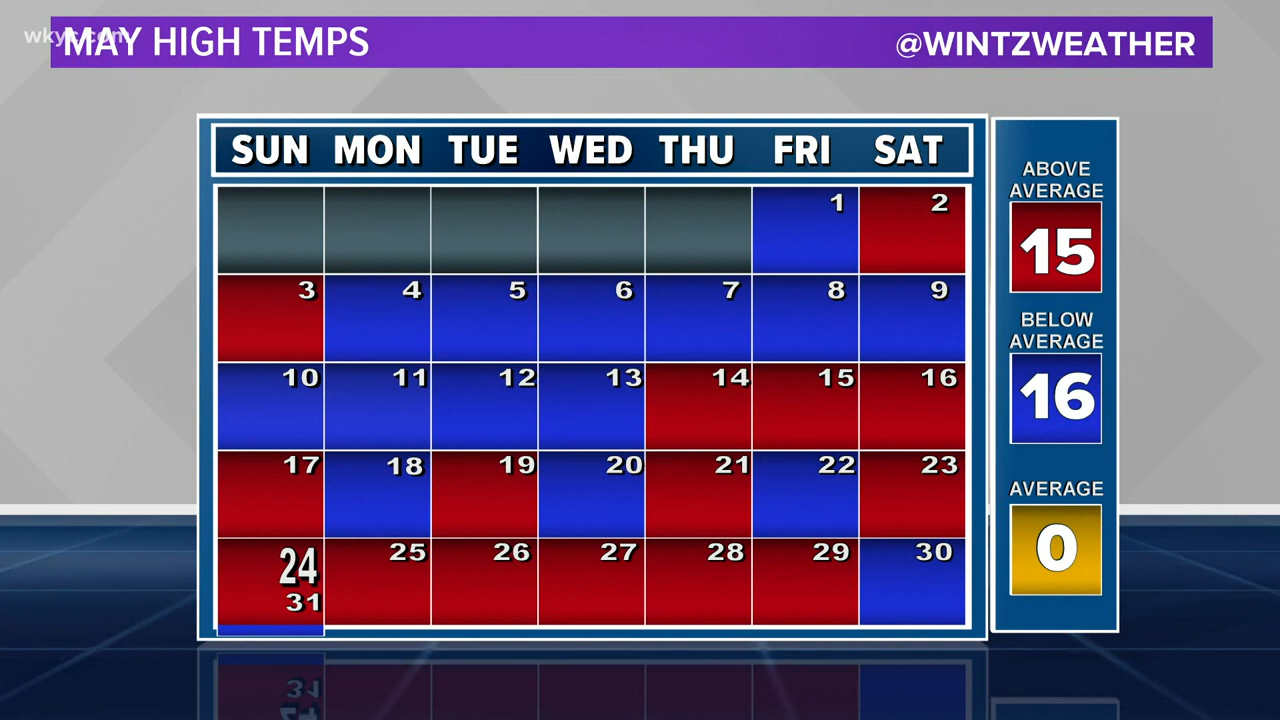 wkyc.com
MAY HIGH TEMPS
@WINTZWEATHER
SUN MON TUE WED THU FRI SAT
1 2
3 4 5 6 7 8 9
10 11 12 13 14 15 16
17 18 19 20 21 22 23
24 25 26 27 28 29 30
31
ABOVE
AVERAGE
15
BELOW
AVERAGE
16
AVERAGE
0